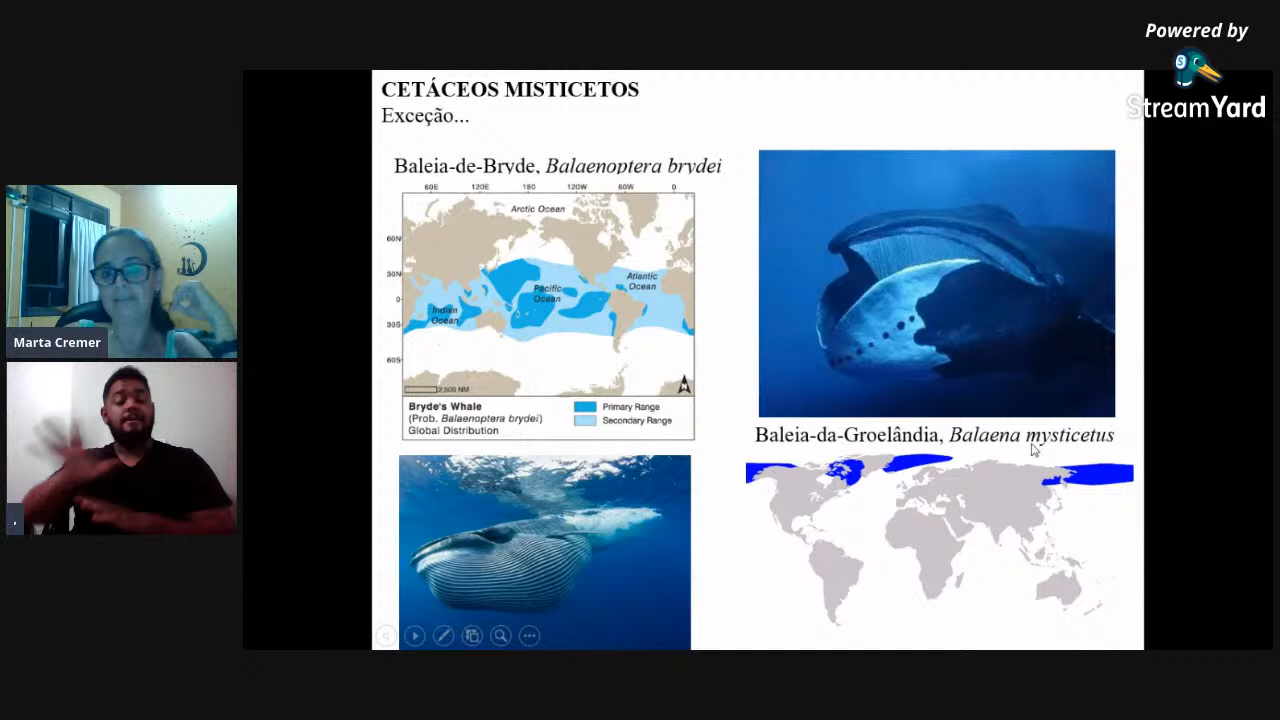 Powered by
StreamYard
CETÁCEOS MISTICETOS
Exceção...
Baleia-de-Bryde, Balaenoptera brydei
60E 120E 180 120W 60W 0
Arctic Ocean
60N
30N
0
30S
60S
Atlantic
Ocean
Pacific
Ocean
Indian
Ocean
2,500 NM
N
Bryde's Whale
(Prob. Balaenoptera brydei)
Global Distribution
Primary Range
Secondary Range
Baleia-da-Groelândia, Balaena mysticetus
Marta Cremer
,